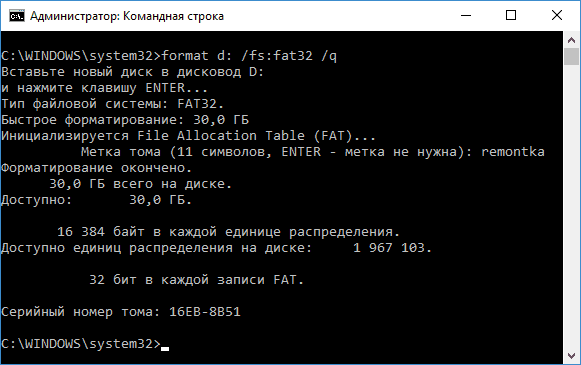 Администратор: Командная строка
C:\WINDOWS\system32>format d: /fs:fat32 /q
Вставьте новый диск в дисковод D:
и нажмите клавишу ENTER...
Тип файловой системы: FAT32.
Быстрое форматирование: 30,0 ГБ
Инициализируется File Allocation Table (FAT)...
Метка тома (11 символов, ENTER - метка не нужна): remontka
Форматирование окончено.
30,0 ГБ всего на диске.
Доступно: 30,0 ГБ.
16 384 байт в каждой единице распределения.
Доступно единиц распределения на диске: 1 967 103.
32 бит в каждой записи FAT.
Серийный номер тома: 16EB-8B51
C:\WINDOWS\system32>